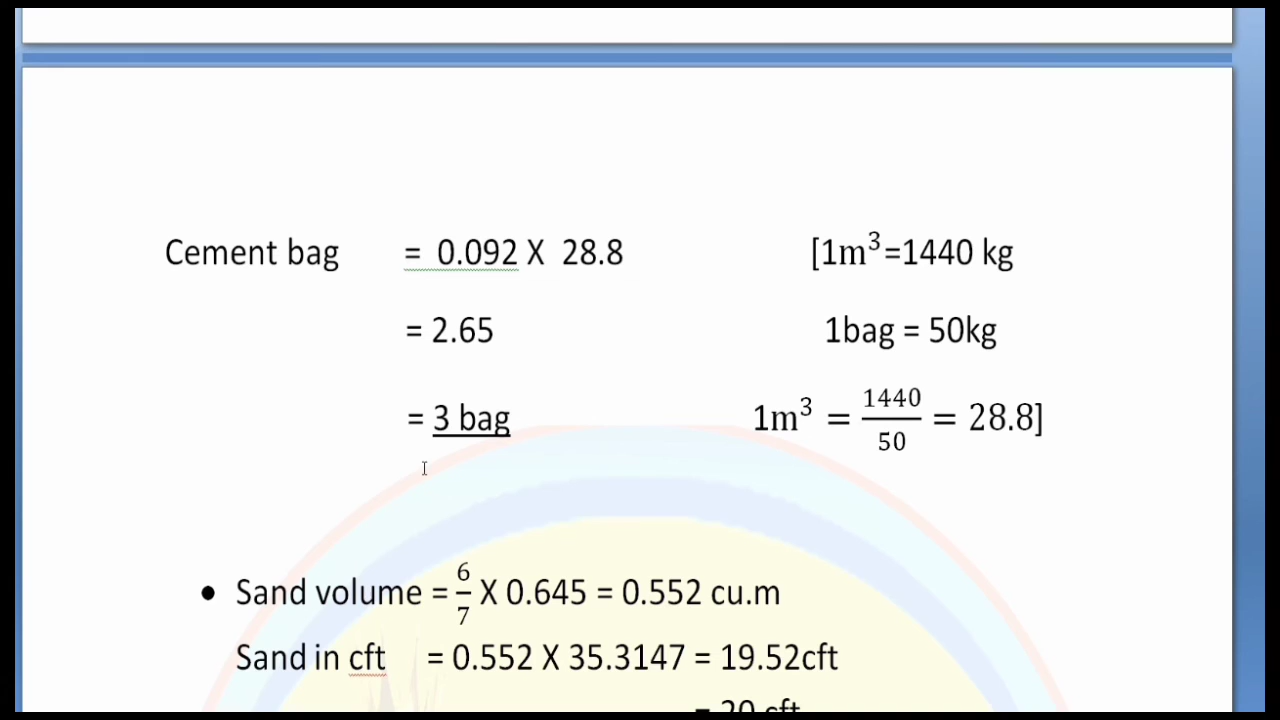 Cement bag = 0.092 X 28.8 [1m³=1440 kg
= 2.65 1bag = 50kg
= 3 bag 1m³ = 1440/50 = 28.8]
• Sand volume = 6/7 X 0.645 = 0.552 cu.m
Sand in cft = 0.552 X 35.3147 = 19.52cft
= 20 cft